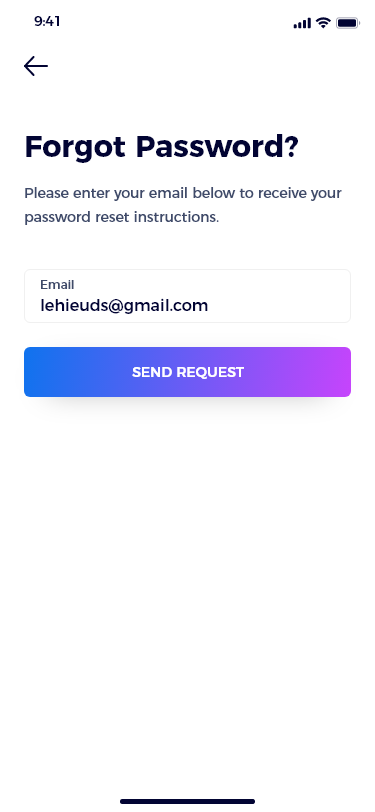 9:41
Forgot Password?
Please enter your email below to receive your
password reset instructions.
Email
lehieuds@gmail.com
SEND REQUEST